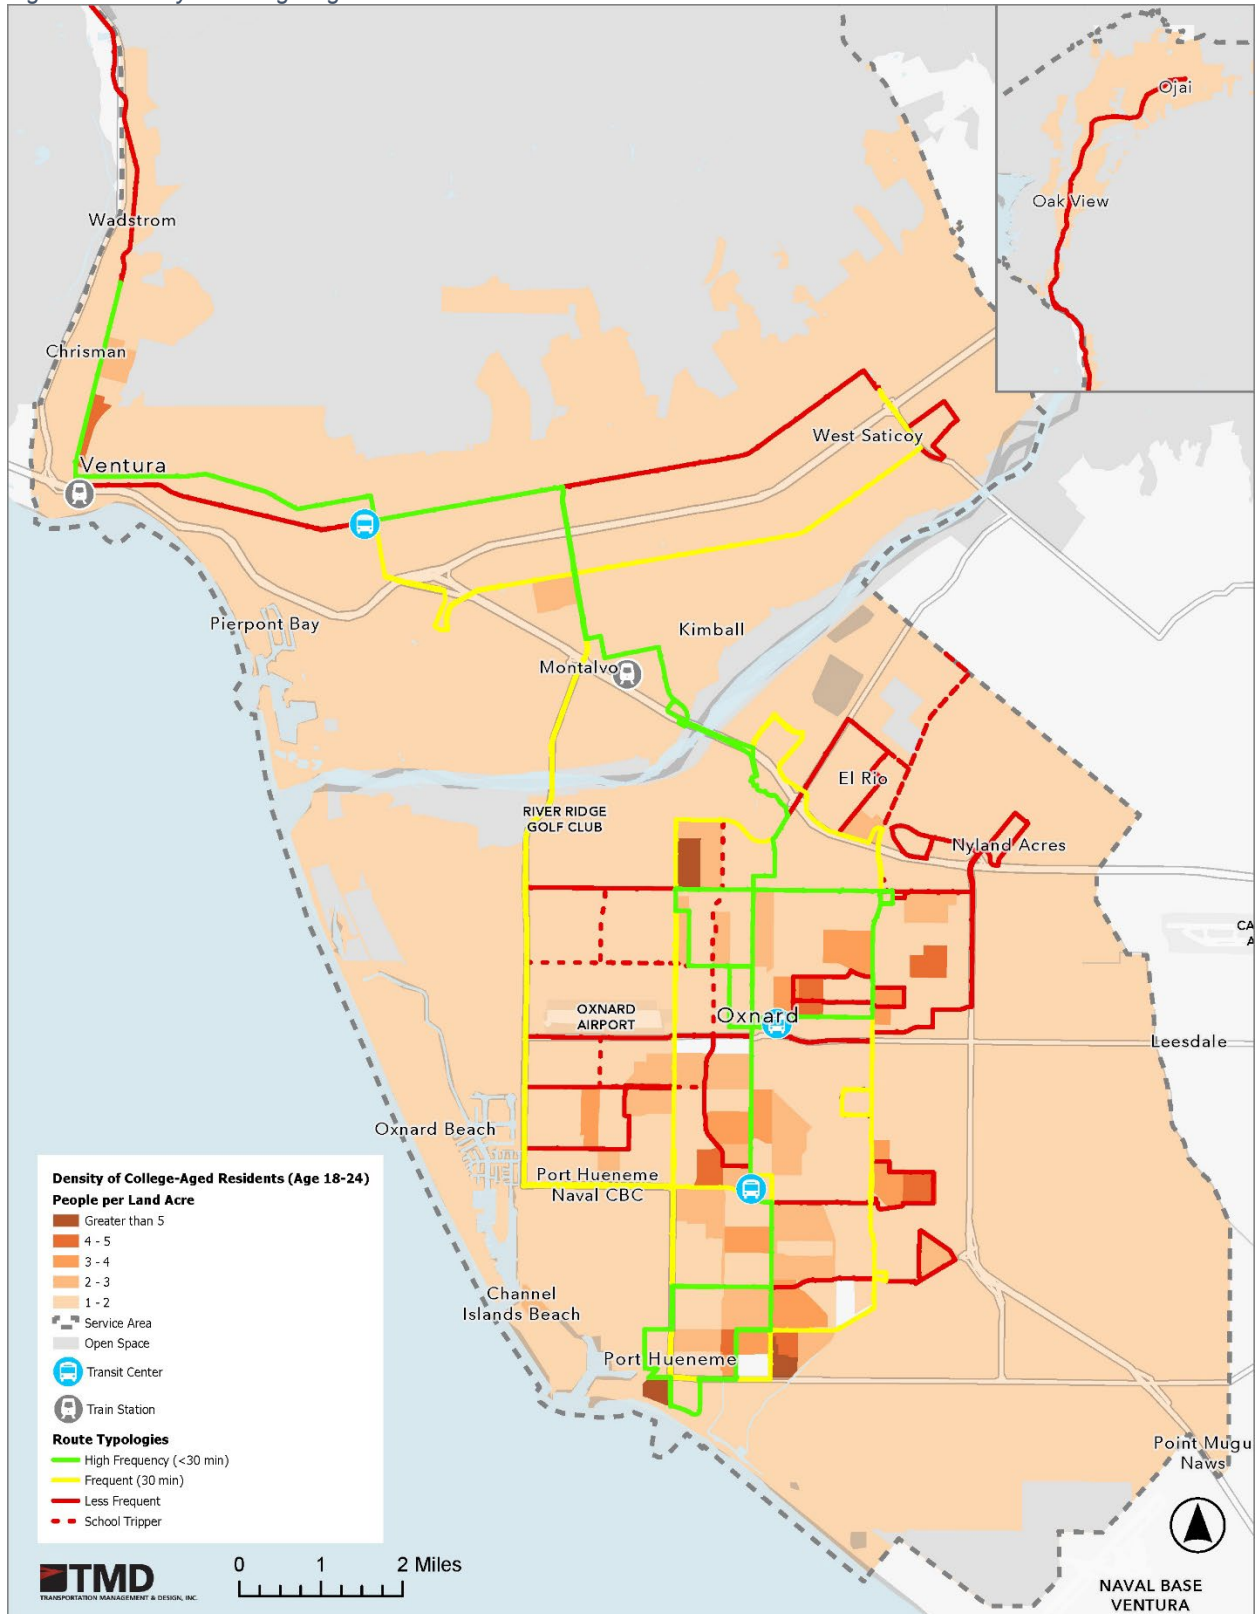 Ojai
Oak View
Wadstrom
Chrisman
Ventura
West Saticoy
Pierpont Bay
Kimball
Montalvo
El Rio
RIVER RIDGE
GOLF CLUB
Nyland Acres
OXNARD
AIRPORT
Oxnard
Leesdale
Oxnard Beach
Port Hueneme
Naval CBC
Channel
Islands Beach
Port Hueneme
Point Mugu
Naws
NAVAL BASE
VENTURA
Density of College-Aged Residents (Age 18-24)
People per Land Acre
Greater than 5
4 - 5
3 - 4
2 - 3
1 - 2
Service Area
Open Space
Transit Center
Train Station
Route Typologies
High Frequency (<30 min)
Frequent (30 min)
Less Frequent
School Tripper
TMD
TRANSPORTATION MANAGEMENT & DESIGN, INC.
0 1 2 Miles